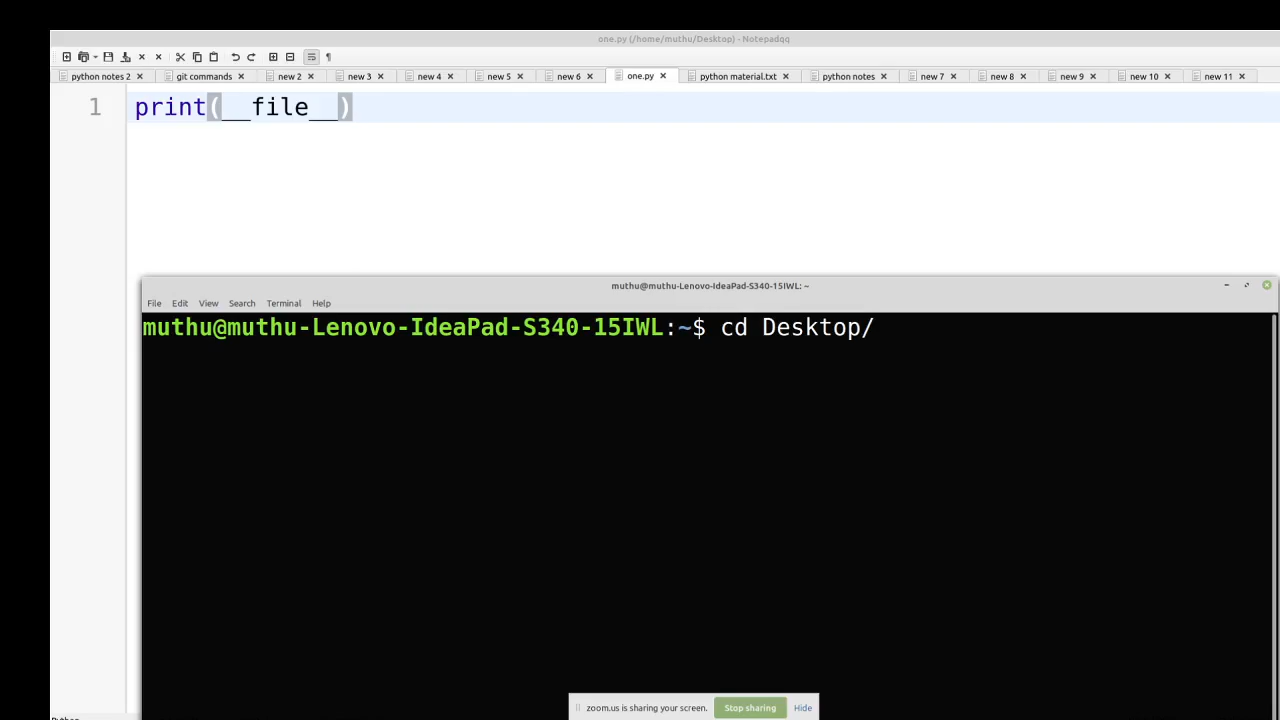 one.py (/home/muthu/Desktop) - Notepadqq
python notes 2 git commands new 2 new 3 new 4 new 5 new 6 one.py python material.txt python notes new 7 new 8 new 9 new 10 new 11
1 print(__file__)
muthu@muthu-Lenovo-IdeaPad-S340-15IWL: ~
File Edit View Search Terminal Help
muthu@muthu-Lenovo-IdeaPad-S340-15IWL:~$ cd Desktop/
zoom.us is sharing your screen. Stop sharing Hide
Python